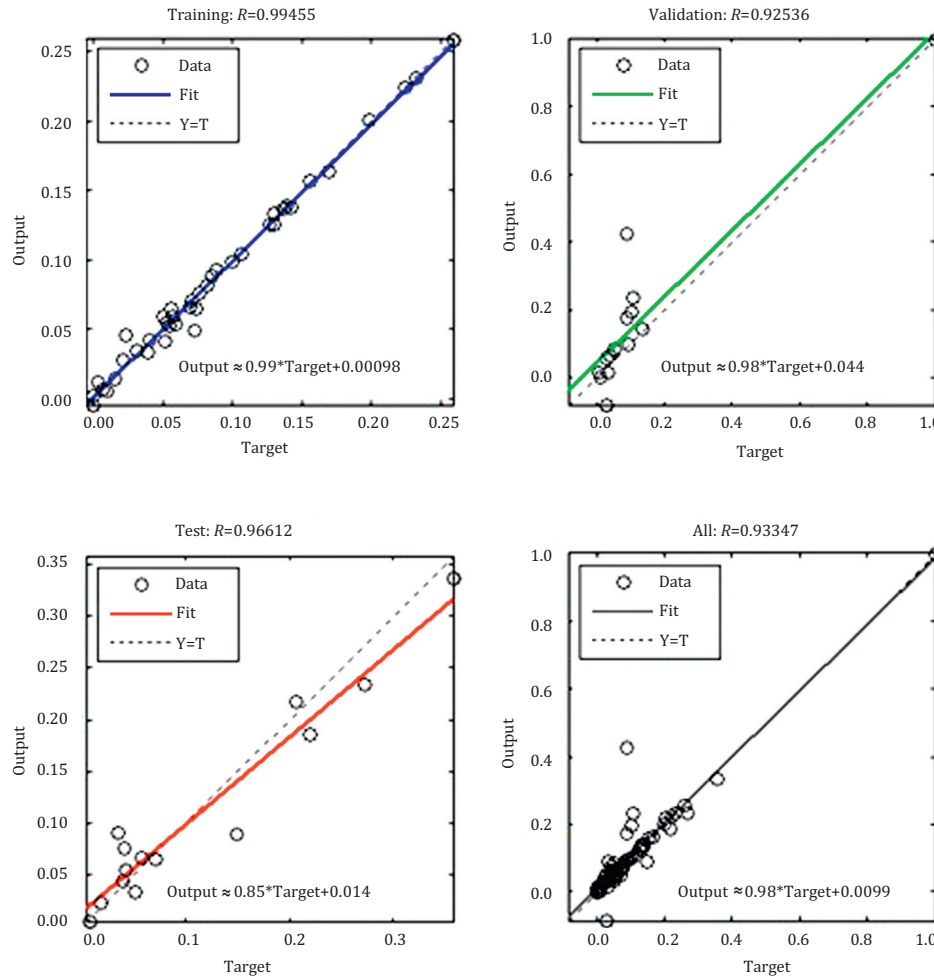 Training: R=0.99455
Validation: R=0.92536
0.25
0.20
0.15
0.10
0.05
0.00
Output
Data
Fit
Y=T
Output ≈ 0.99*Target+0.00098
0.00 0.05 0.10 0.15 0.20 0.25
Target
1.0
0.8
0.6
0.4
0.2
0.0
Output
Data
Fit
Y=T
Output ≈0.98*Target+0.044
0.0 0.2 0.4 0.6 0.8 1.0
Target
Test: R=0.96612
All: R=0.93347
0.35
0.30
0.25
0.20
0.15
0.10
0.05
0.00
Output
Data
Fit
Y=T
Output ≈ 0.85*Target+0.014
0.0 0.1 0.2 0.3
Target
1.0
0.8
0.6
0.4
0.2
0.0
Output
Data
Fit
Y=T
Output ≈0.98*Target+0.0099
0.0 0.2 0.4 0.6 0.8 1.0
Target